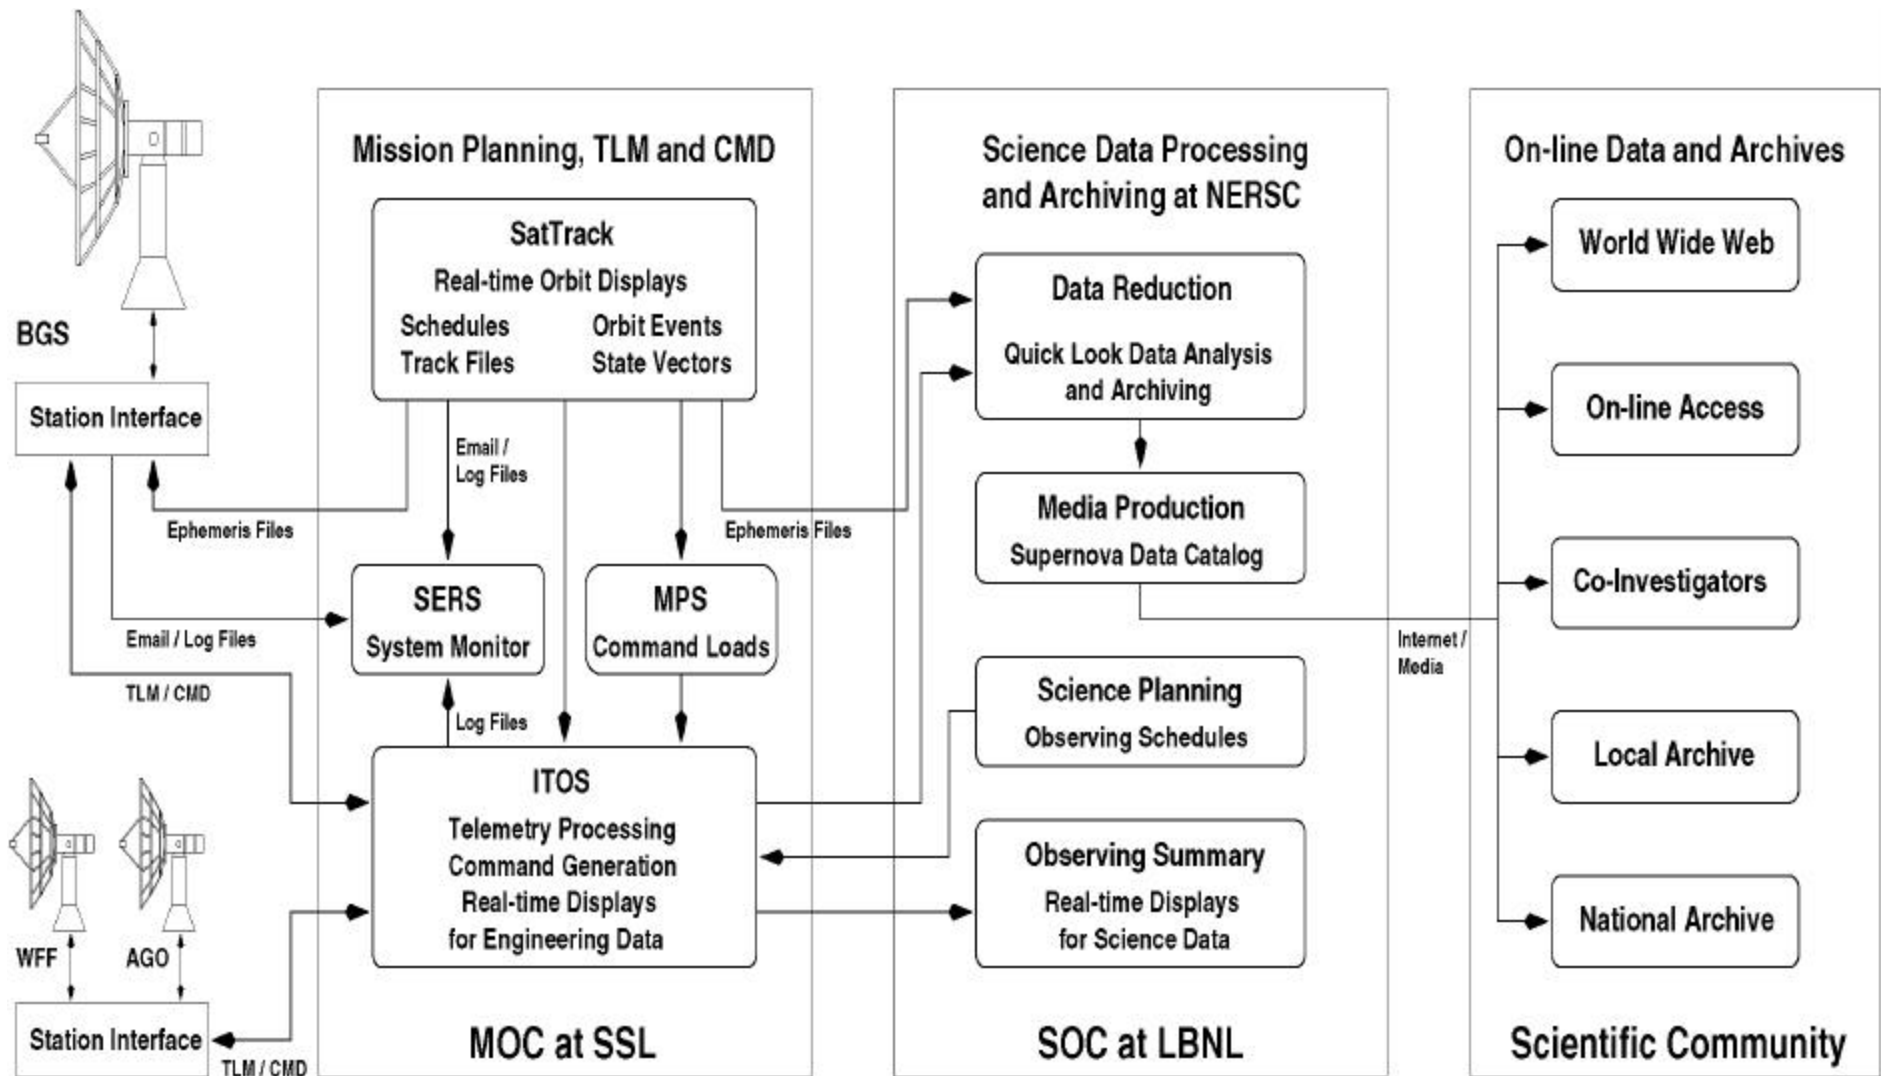 BGS
Station Interface
Ephemeris Files
Email / Log Files
TLM / CMD
WFF
AGO
Station Interface
TLM / CMD
Mission Planning, TLM and CMD
SatTrack
Real-time Orbit Displays
Schedules
Orbit Events
Track Files
State Vectors
Email /
Log Files
Ephemeris Files
SERS
System Monitor
MPS
Command Loads
Log Files
ITOS
Telemetry Processing
Command Generation
Real-time Displays
for Engineering Data
MOC at SSL
Science Data Processing
and Archiving at NERSC
Data Reduction
Quick Look Data Analysis
and Archiving
Media Production
Supernova Data Catalog
Internet /
Media
Science Planning
Observing Schedules
Observing Summary
Real-time Displays
for Science Data
SOC at LBNL
On-line Data and Archives
World Wide Web
On-line Access
Co-Investigators
Local Archive
National Archive
Scientific Community